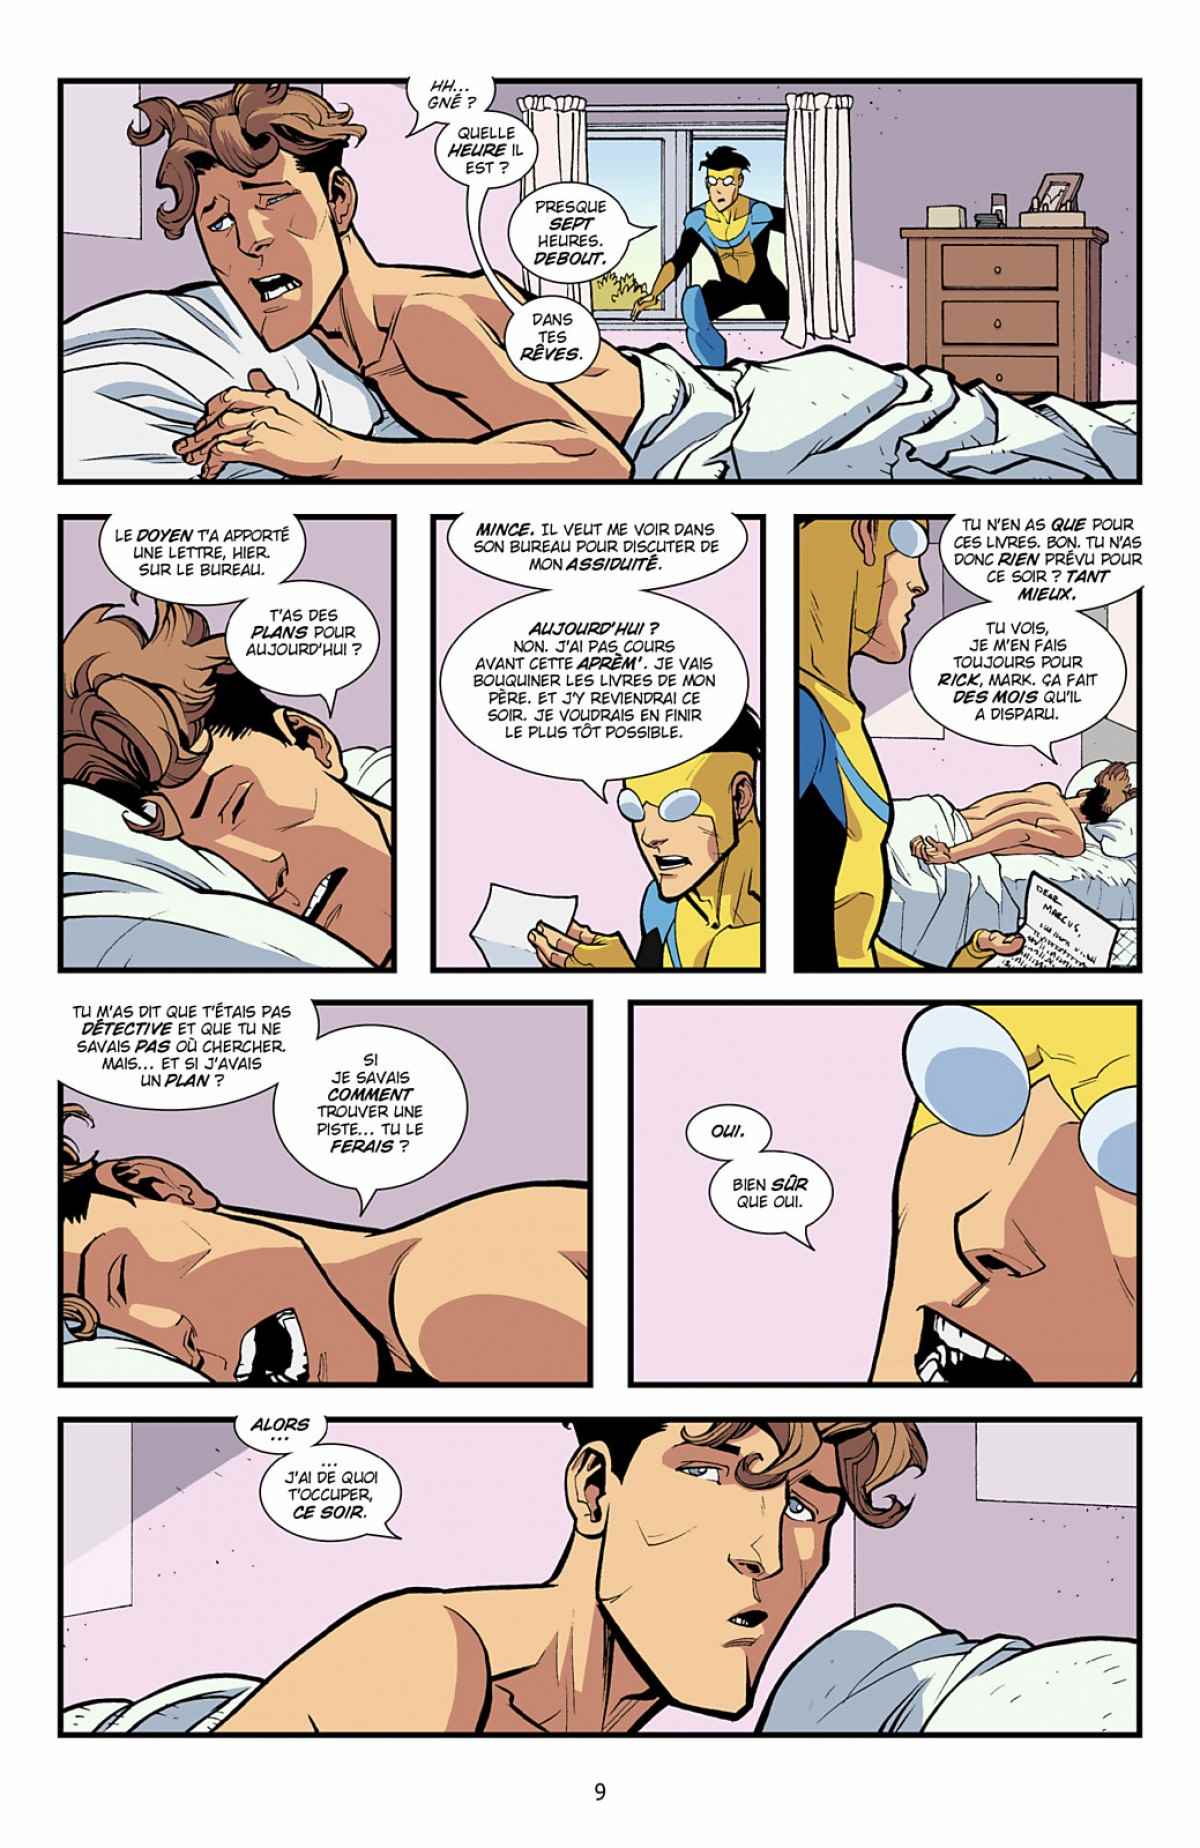 HH...
GNÉ ?
QUELLE
HEURE IL
EST ?
PRESQUE
SEPT
HEURES.
DEBOUT.
DANS
TES
RÊVES.
LE DOYEN T'A APPORTÉ
UNE LETTRE, HIER.
SUR LE BUREAU.
T'AS DES
PLANS POUR
AUJOURD'HUI ?
MINCE. IL VEUT ME VOIR DANS
SON BUREAU POUR DISCUTER DE
MON ASSIDUITÉ.
AUJOURD'HUI ?
NON. J'AI PAS COURS
AVANT CETTE APRÈM'. JE VAIS
BOUQUINER LES LIVRES DE MON
PÈRE. ET J'Y REVIENDRAI CE
SOIR. JE VOUDRAIS EN FINIR
LE PLUS TÔT POSSIBLE.
TU N'EN AS QUE POUR
CES LIVRES. BON. TU N'AS
DONC RIEN PRÉVU POUR
CE SOIR ? TANT
MIEUX.
TU VOIS,
JE M'EN FAIS
TOUJOURS POUR
RICK, MARK. ÇA FAIT
DES MOIS QU'IL
A DISPARU.
DEAR
MARCUS,
TU M'AS DIT QUE T'ÉTAIS PAS
DÉTECTIVE ET QUE TU NE
SAVAIS PAS OÙ CHERCHER.
MAIS... ET SI J'AVAIS
UN PLAN ?
SI
JE SAVAIS
COMMENT
TROUVER UNE
PISTE... TU LE
FERAIS ?
OUI.
BIEN SÛR
QUE OUI.
ALORS
...
...
J'AI DE QUOI
T'OCCUPER,
CE SOIR.
9